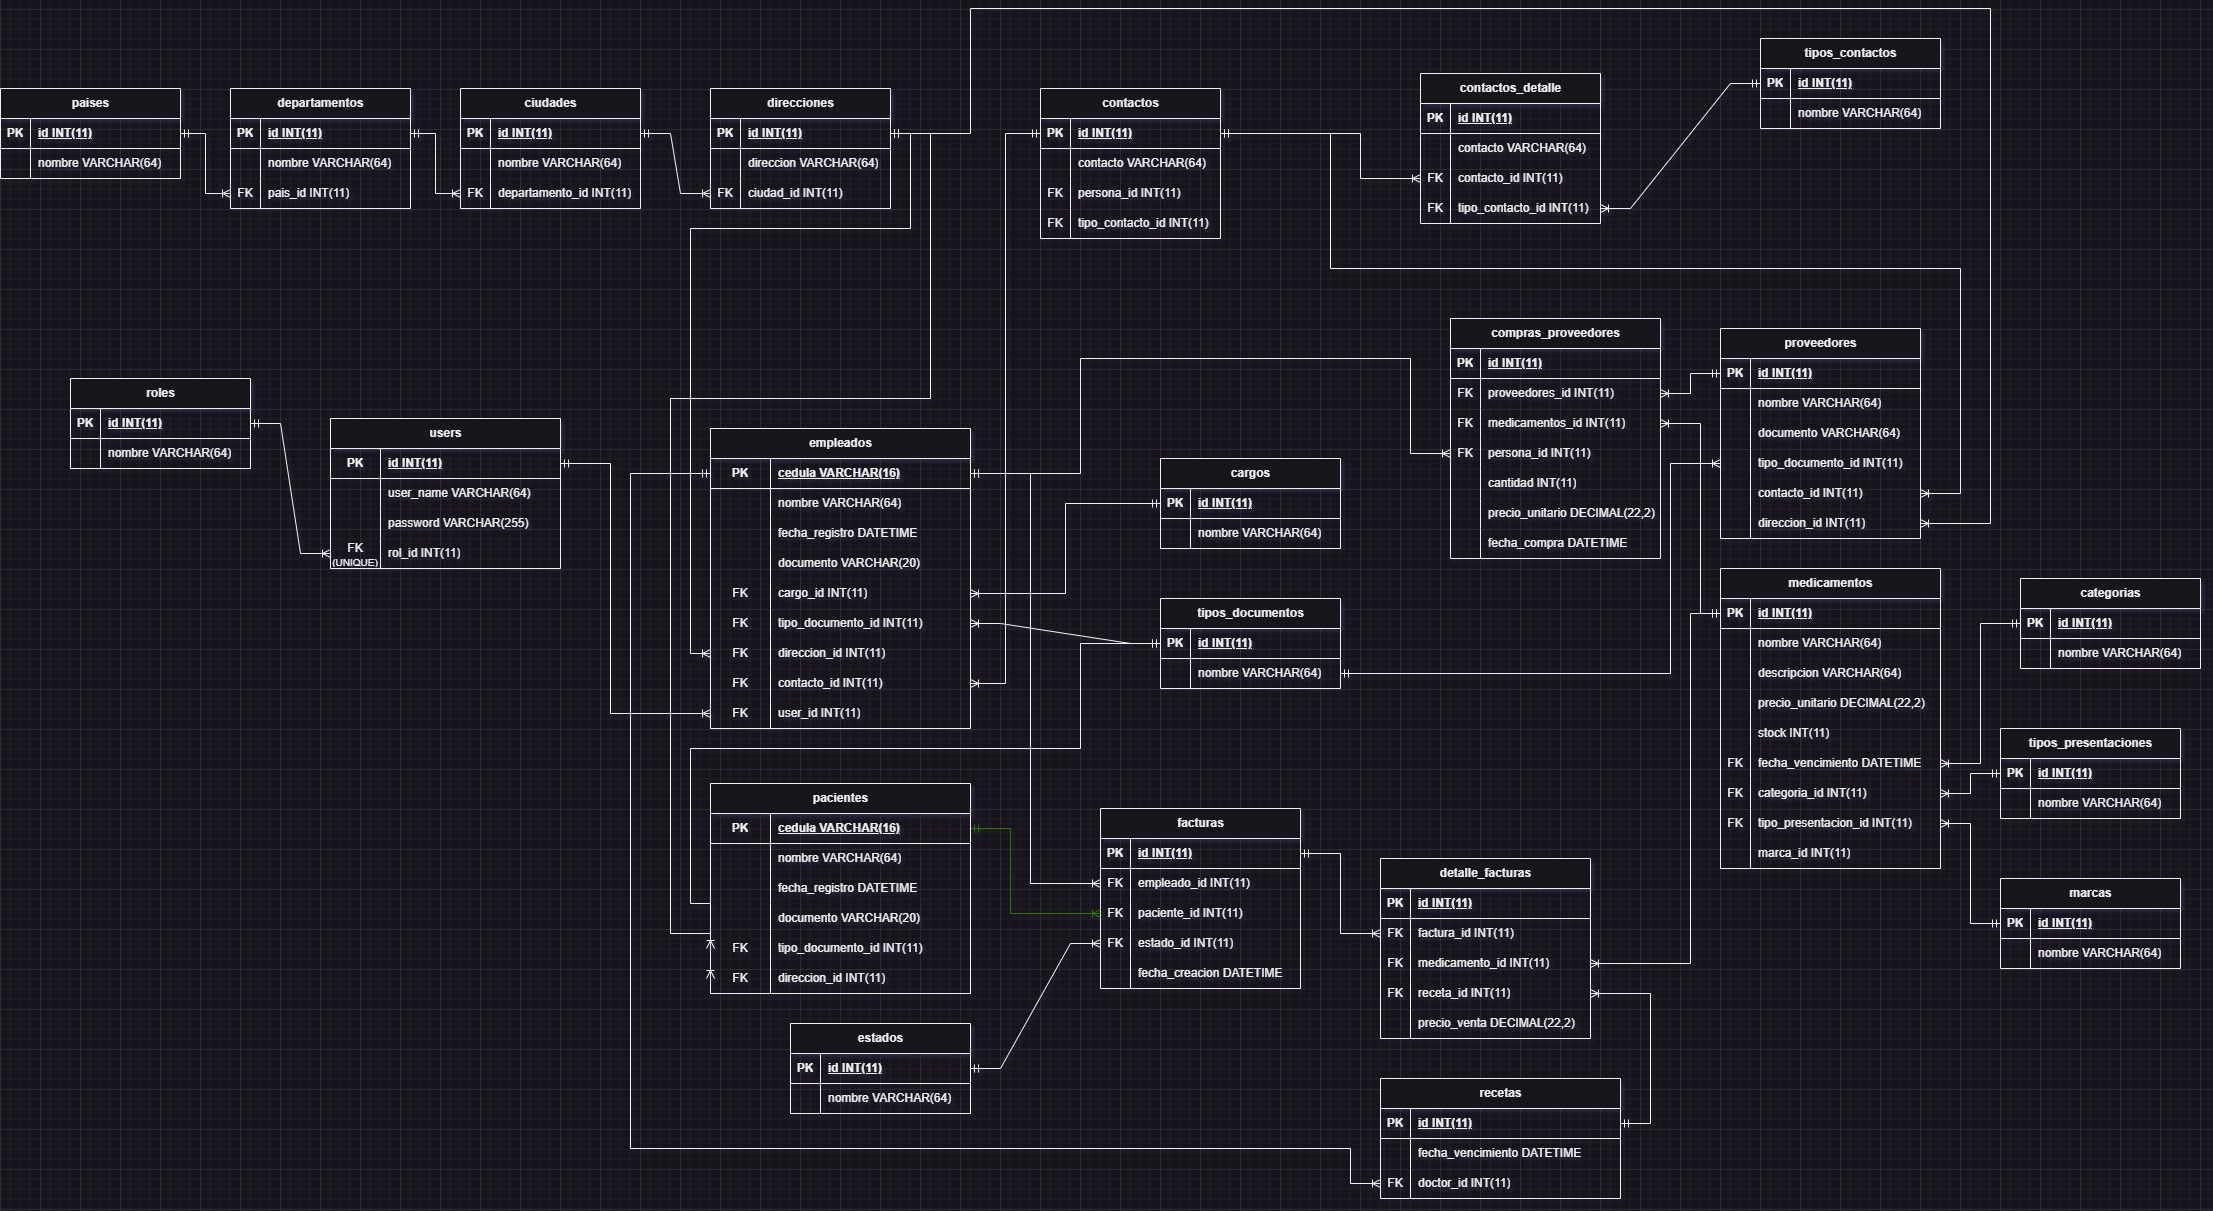 paises
PK id INT(11)
nombre VARCHAR(64)
departamentos
PK id INT(11)
nombre VARCHAR(64)
FK pais_id INT(11)
ciudades
PK id INT(11)
nombre VARCHAR(64)
FK departamento_id INT(11)
direcciones
PK id INT(11)
direccion VARCHAR(64)
FK ciudad_id INT(11)
contactos
PK id INT(11)
contacto VARCHAR(64)
FK persona_id INT(11)
FK tipo_contacto_id INT(11)
contactos_detalle
PK id INT(11)
contacto VARCHAR(64)
FK contacto_id INT(11)
FK tipo_contacto_id INT(11)
tipos_contactos
PK id INT(11)
nombre VARCHAR(64)
roles
PK id INT(11)
nombre VARCHAR(64)
users
PK id INT(11)
user_name VARCHAR(64)
password VARCHAR(255)
FK (UNIQUE) rol_id INT(11)
empleados
PK cedula VARCHAR(16)
nombre VARCHAR(64)
fecha_registro DATETIME
documento VARCHAR(20)
FK cargo_id INT(11)
FK tipo_documento_id INT(11)
FK direccion_id INT(11)
FK contacto_id INT(11)
FK user_id INT(11)
cargos
PK id INT(11)
nombre VARCHAR(64)
tipos_documentos
PK id INT(11)
nombre VARCHAR(64)
compras_proveedores
PK id INT(11)
FK proveedores_id INT(11)
FK medicamentos_id INT(11)
FK persona_id INT(11)
cantidad INT(11)
precio_unitario DECIMAL(22,2)
fecha_compra DATETIME
proveedores
PK id INT(11)
nombre VARCHAR(64)
documento VARCHAR(64)
tipo_documento_id INT(11)
contacto_id INT(11)
direccion_id INT(11)
medicamentos
PK id INT(11)
nombre VARCHAR(64)
descripcion VARCHAR(64)
precio_unitario DECIMAL(22,2)
stock INT(11)
FK fecha_vencimiento DATETIME
FK categoria_id INT(11)
FK tipo_presentacion_id INT(11)
marca_id INT(11)
categorias
PK id INT(11)
nombre VARCHAR(64)
tipos_presentaciones
PK id INT(11)
nombre VARCHAR(64)
marcas
PK id INT(11)
nombre VARCHAR(64)
pacientes
PK cedula VARCHAR(16)
nombre VARCHAR(64)
fecha_registro DATETIME
documento VARCHAR(20)
FK tipo_documento_id INT(11)
FK direccion_id INT(11)
facturas
PK id INT(11)
FK empleado_id INT(11)
FK paciente_id INT(11)
FK estado_id INT(11)
fecha_creacion DATETIME
detalle_facturas
PK id INT(11)
FK factura_id INT(11)
FK medicamento_id INT(11)
FK receta_id INT(11)
precio_venta DECIMAL(22,2)
estados
PK id INT(11)
nombre VARCHAR(64)
recetas
PK id INT(11)
fecha_vencimiento DATETIME
FK doctor_id INT(11)